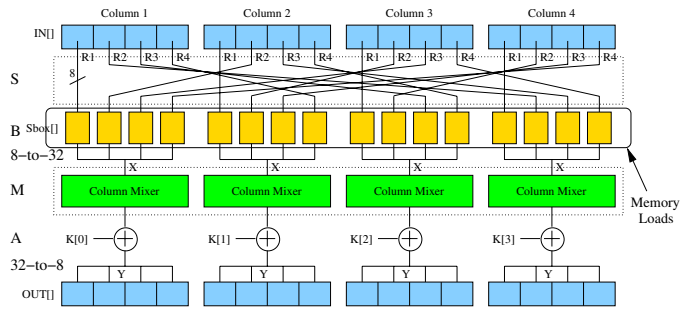 Column 1 Column 2 Column 3 Column 4
IN[]
R1 R2 R3 R4 R1 R2 R3 R4 R1 R2 R3 R4 R1 R2 R3 R4
8
S
B Sbox[]
8−to−32
X X X X
M Column Mixer Column Mixer Column Mixer Column Mixer
Memory
Loads
K[0] K[1] K[2] K[3]
A
32−to−8
Y Y Y Y
OUT[]